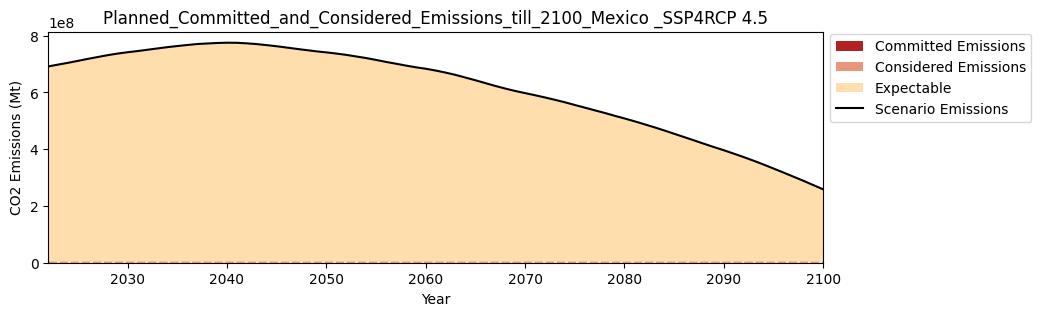 Planned_Committed_and_Considered_Emissions_till_2100_Mexico _SSP4RCP 4.5
1e8
8
6
4
2
0
CO2 Emissions (Mt)
2030 2040 2050 2060 2070 2080 2090 2100
Year
Committed Emissions
Considered Emissions
Expectable
Scenario Emissions